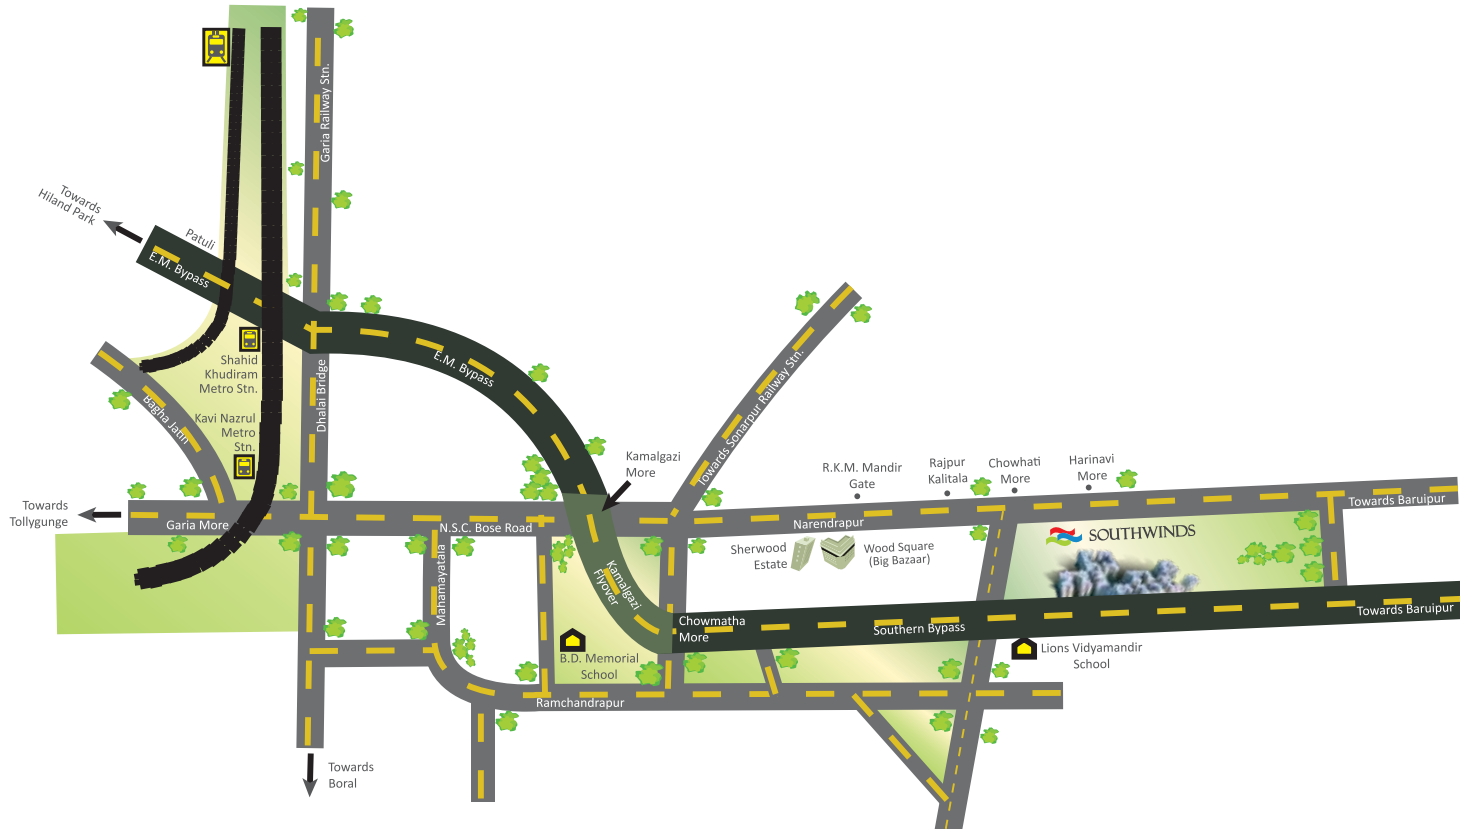 Garia Railway Stn.
Towards
Hiland Park
Patuli
E.M. Bypass
Shahid
Khudiram
Metro Stn.
Dhalai Bridge
E.M. Bypass
Bagha Jatin
Kavi Nazrul
Metro
Stn.
Towards Sonarpur Railway Stn.
Kamalgazi
More
R.K.M. Mandir
Gate
Rajpur
Kalitala
Chowhati
More
Harinavi
More
Towards
Tollygunge
Garia More
N.S.C. Bose Road
Narendrapur
Towards Baruipur
SOUTHWINDS
Sherwood
Estate
Wood Square
(Big Bazaar)
Mahamayatala
Kamalgazi
Flyover
Chowmatha
More
Southern Bypass
Towards Baruipur
B.D. Memorial
School
Lions Vidyamandir
School
Ramchandrapur
Towards
Boral